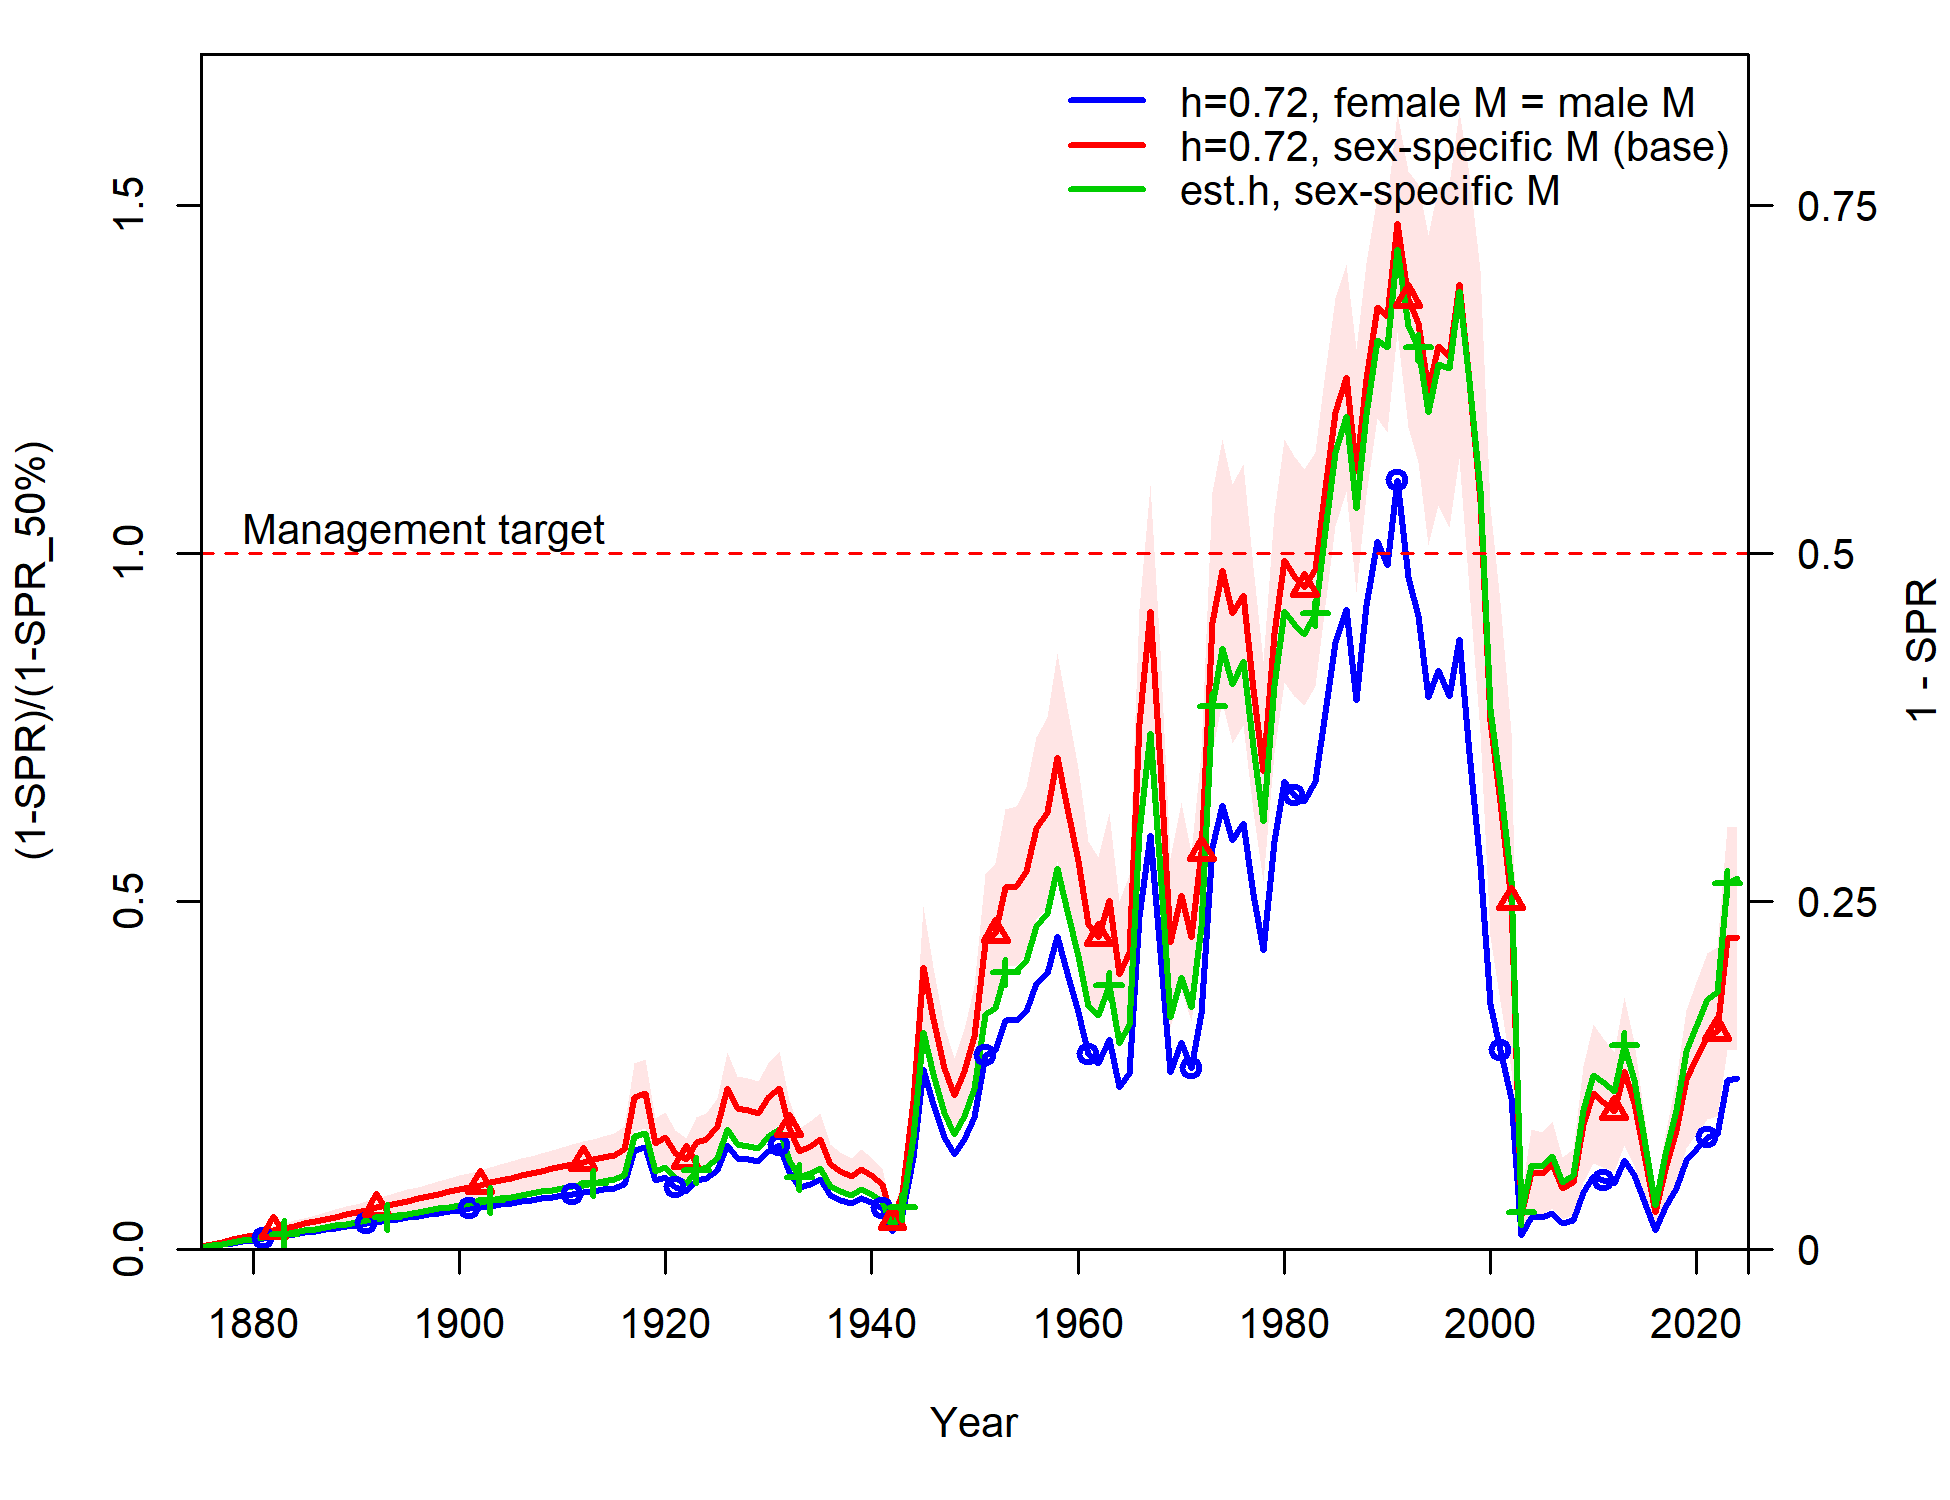 h=0.72, female M = male M
h=0.72, sex-specific M (base)
est.h, sex-specific M
Management target
(1-SPR)/(1-SPR_50%)
0.0
0.5
1.0
1.5
1 - SPR
0.75
0.5
0.25
0
1880
1900
1920
1940
1960
1980
2000
2020
Year